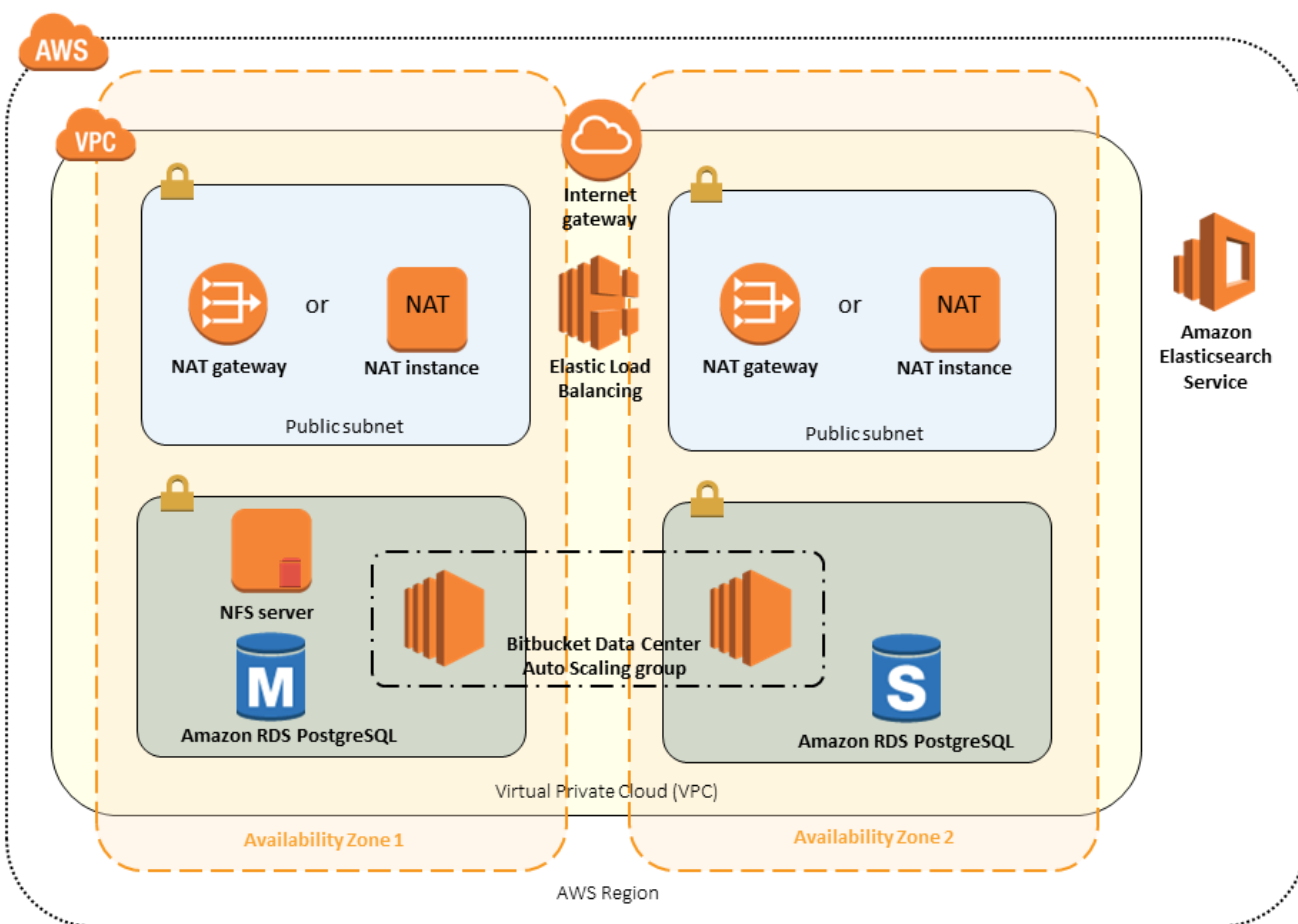 AWS
VPC
Internet
gateway
NAT gateway
or
NAT
NAT instance
Public subnet
Elastic Load
Balancing
NAT gateway
or
NAT
NAT instance
Public subnet
Amazon
Elasticsearch
Service
NFS server
M
Amazon RDS PostgreSQL
Bitbucket Data Center
Auto Scaling group
S
Amazon RDS PostgreSQL
Virtual Private Cloud (VPC)
Availability Zone 1
Availability Zone 2
AWS Region